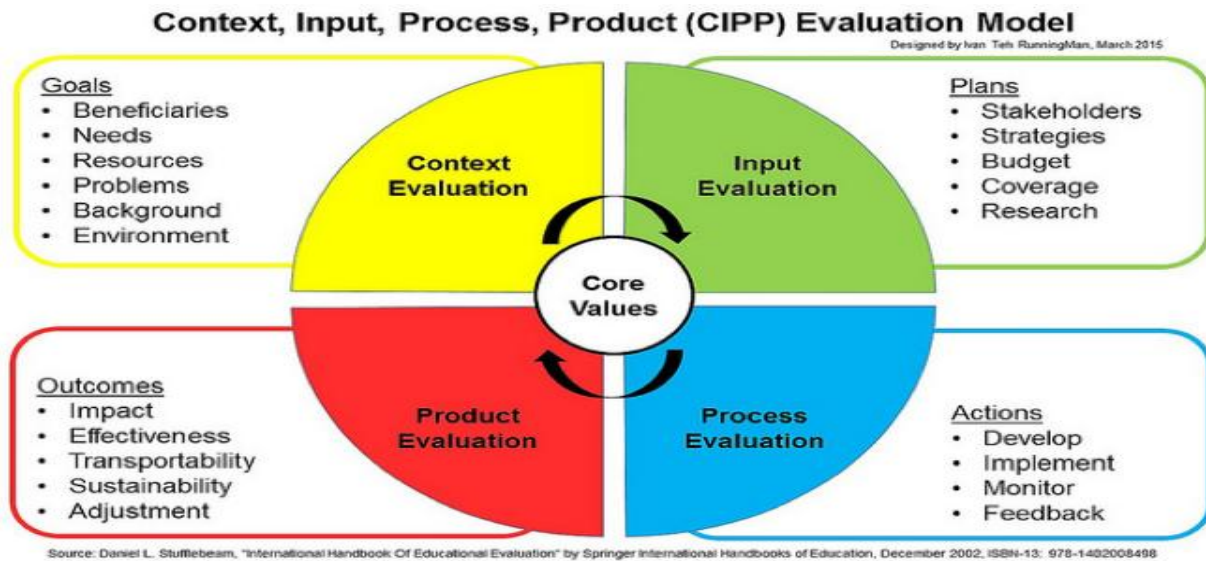 Context, Input, Process, Product (CIPP) Evaluation Model
Designed by Ivan Teh RunningMan, March 2015
Goals
• Beneficiaries
• Needs
• Resources
• Problems
• Background
• Environment
Context
Evaluation
Input
Evaluation
Plans
• Stakeholders
• Strategies
• Budget
• Coverage
• Research
Core
Values
Outcomes
• Impact
• Effectiveness
• Transportability
• Sustainability
• Adjustment
Product
Evaluation
Process
Evaluation
Actions
• Develop
• Implement
• Monitor
• Feedback
Source: Daniel L. Stufflebeam, "International Handbook Of Educational Evaluation" by Springer International Handbooks of Education, December 2002, ISBN-13: 978-1402008498